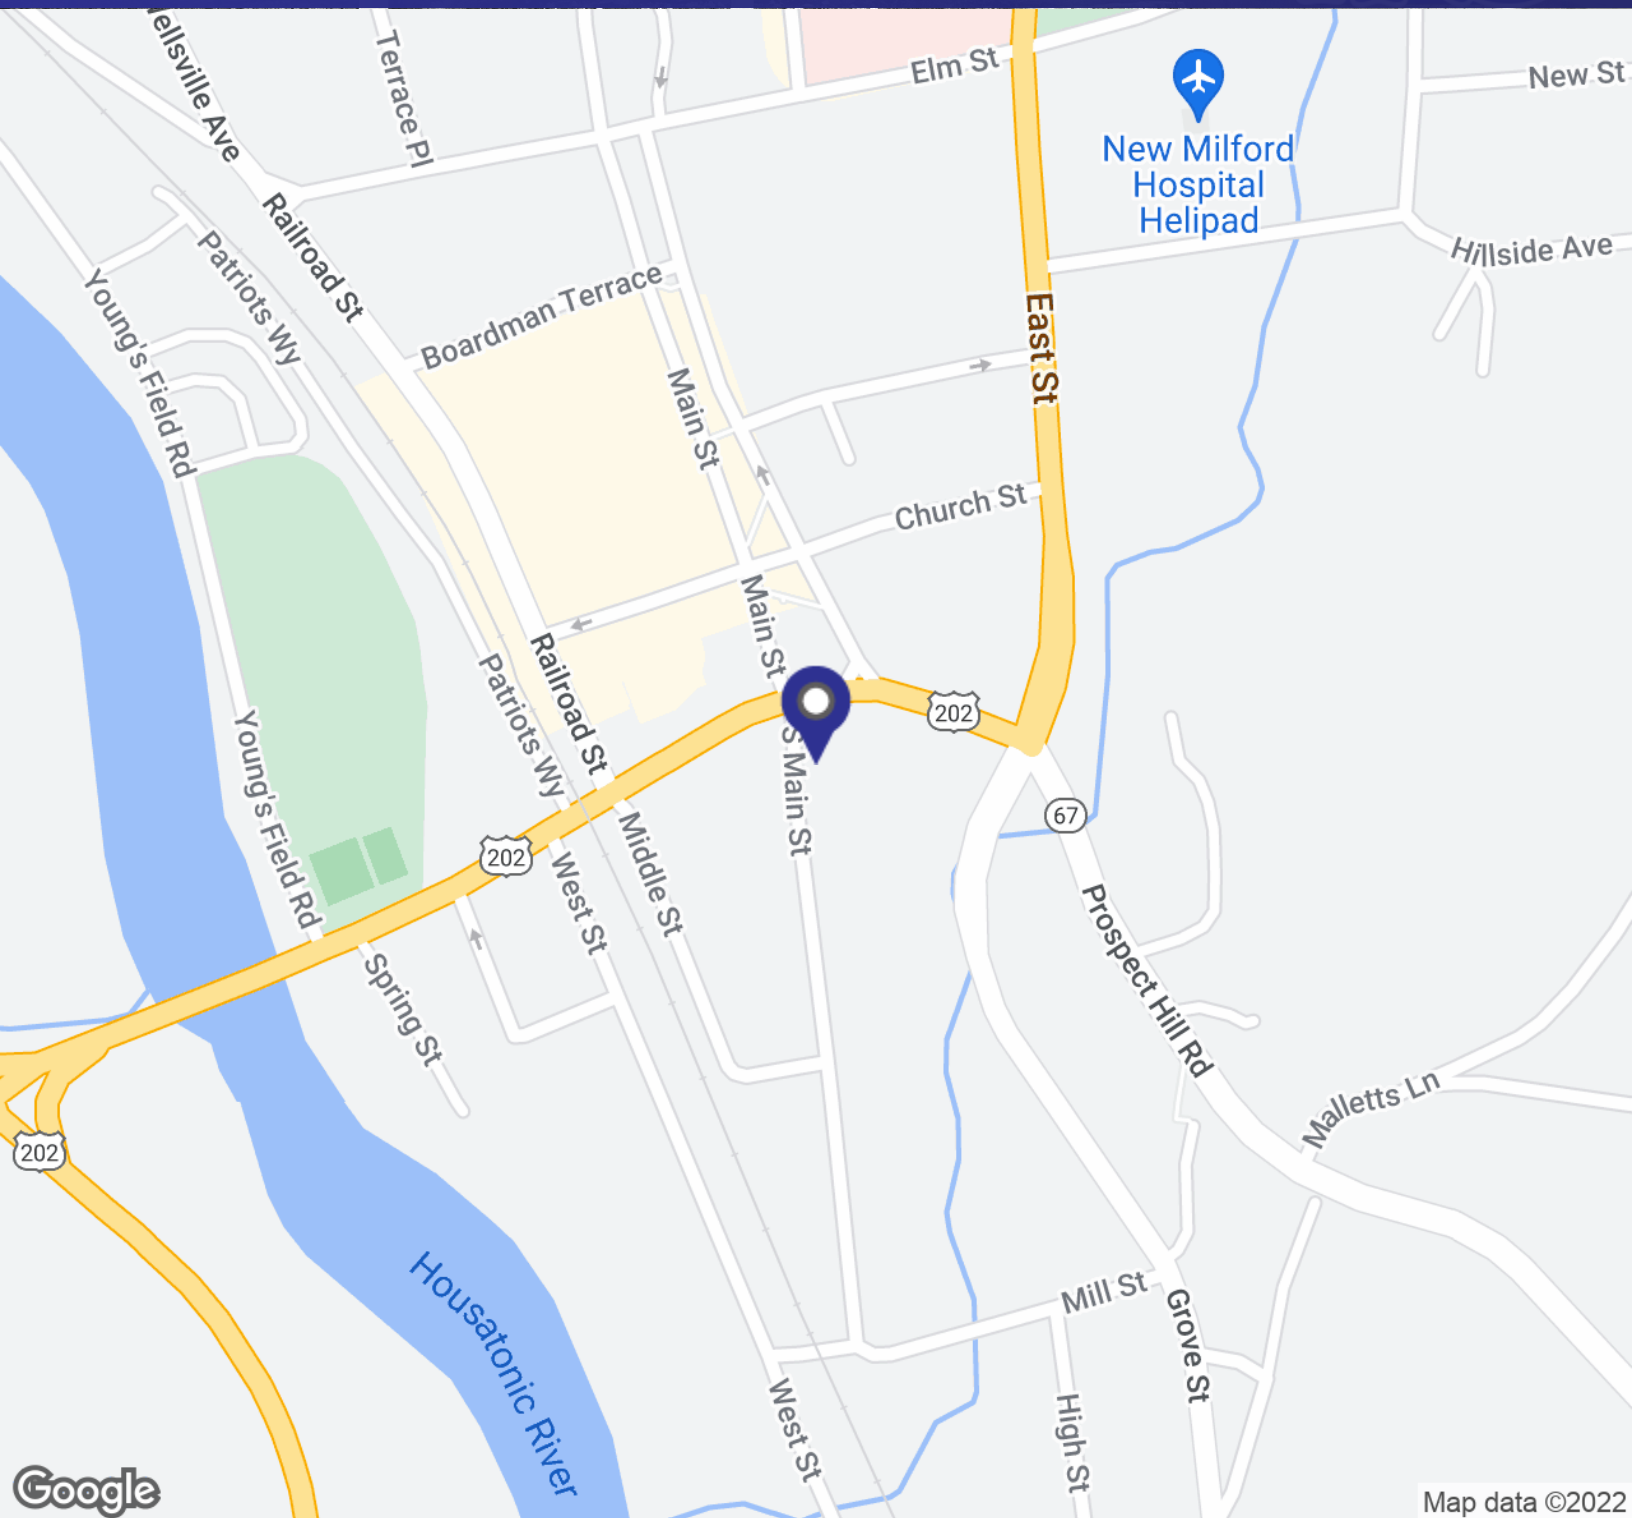 Wellsville Ave
Terrace Pl
Elm St
New St
New Milford
Hospital
Helipad
Hillside Ave
Railroad St
Patriots Wy
Young's Field Rd
Boardman Terrace
East St
Main St
Church St
Main St
Railroad St
Patriots Wy
Young's Field Rd
202
S Main St
67
202
Middle St
West St
Prospect Hill Rd
Spring St
Malletts Ln
202
Housatonic River
Mill St
Grove St
West St
High St
Google
Map data ©2022